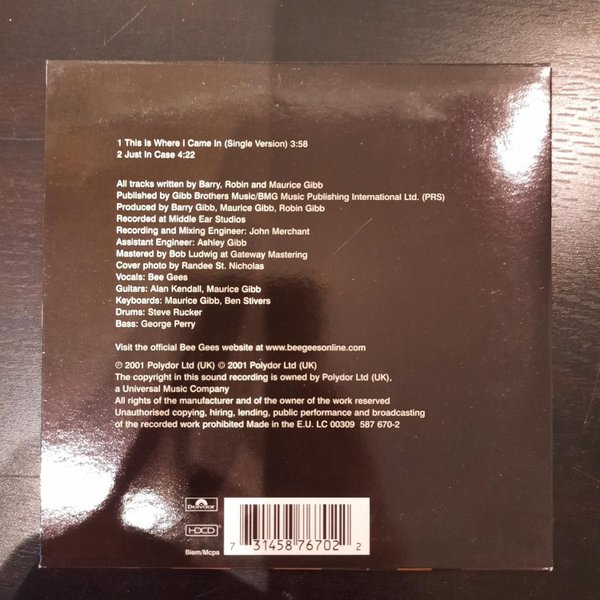 1 This Is Where I Came In (Single Version) 3:58
2 Just In Case 4:22
All tracks written by Barry, Robin and Maurice Gibb
Published by Gibb Brothers Music/BMG Music Publishing International Ltd. (PRS)
Produced by Barry Gibb, Maurice Gibb, Robin Gibb
Recorded at Middle Ear Studios
Recording and Mixing Engineer: John Merchant
Assistant Engineer: Ashley Gibb
Mastered by Bob Ludwig at Gateway Mastering
Cover photo by Randee St. Nicholas
Vocals: Bee Gees
Guitars: Alan Kendall, Maurice Gibb
Keyboards: Maurice Gibb, Ben Stivers
Drums: Steve Rucker
Bass: George Perry
Visit the official Bee Gees website at www.beegeesonline.com
℗ 2001 Polydor Ltd (UK) © 2001 Polydor Ltd (UK)
The copyright in this sound recording is owned by Polydor Ltd (UK),
a Universal Music Company
All rights of the manufacturer and of the owner of the work reserved
Unauthorised copying, hiring, lending, public performance and broadcasting
of the recorded work prohibited Made in the E.U. LC 00309 587 670-2
Polydor
HDCD
Biem/Mcps
7 31458 76702 2